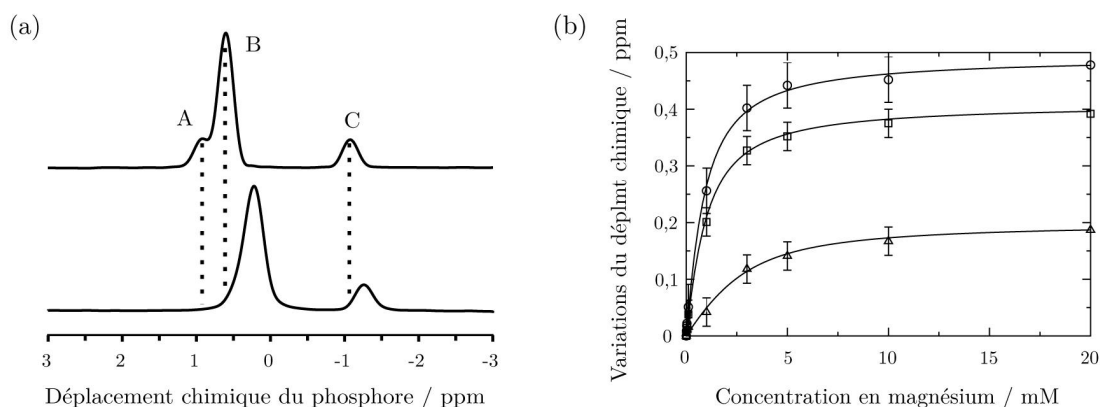 (a)
A
B
C
3 2 1 0 -1 -2 -3
Déplacement chimique du phosphore / ppm
(b)
Variations du déplmt chimique / ppm
0,5
0,4
0,3
0,2
0,1
0
0 5 10 15 20
Concentration en magnésium / mM